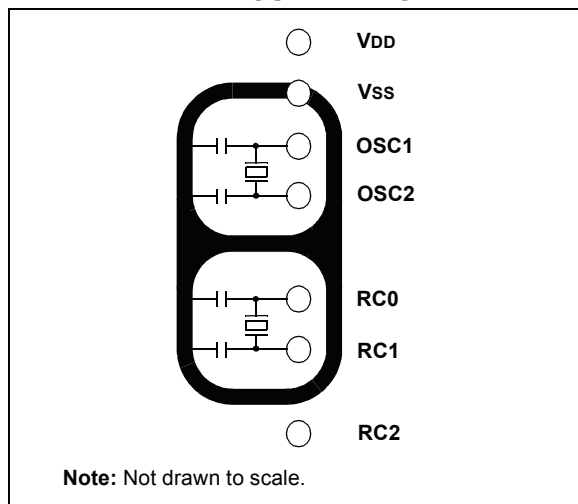 VDD
VSS
OSC1
OSC2
RC0
RC1
RC2
Note: Not drawn to scale.